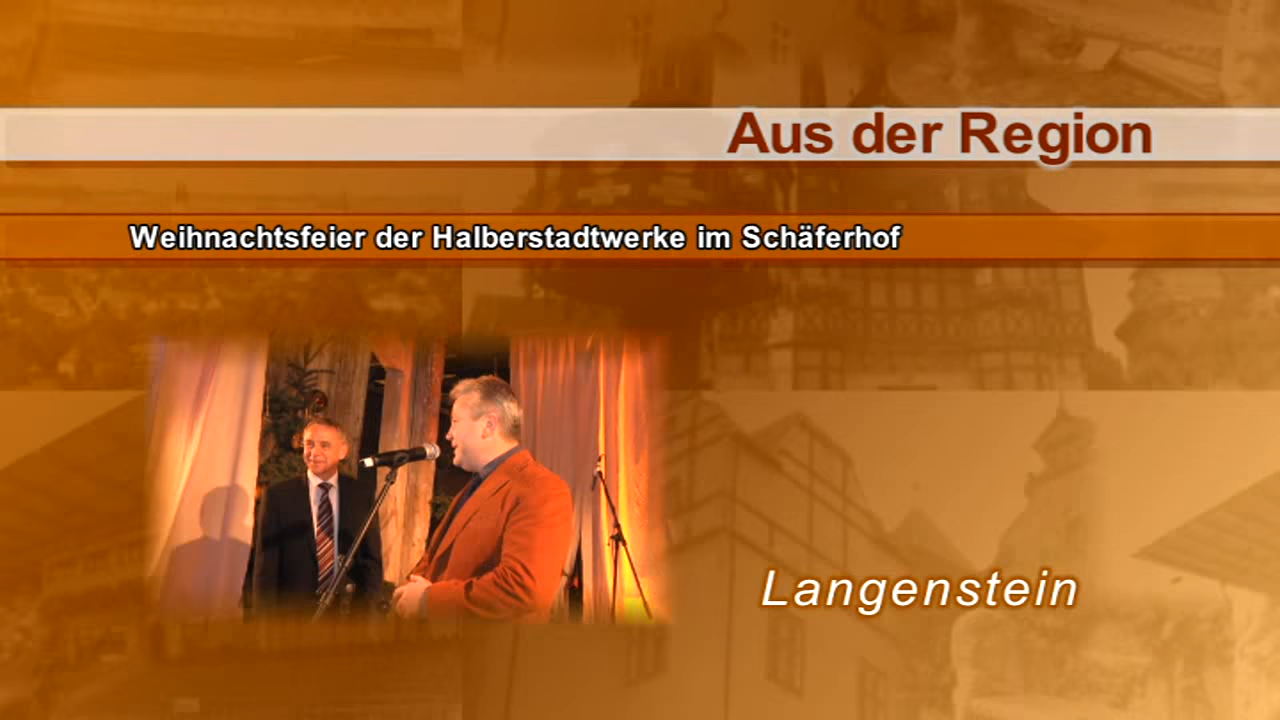 Aus der Region
Weihnachtsfeier der Halberstadtwerke im Schäferhof
Langenstein